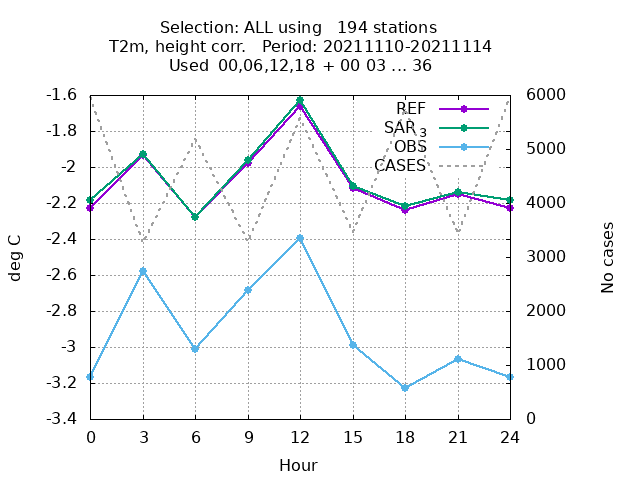 Selection: ALL using   194 stations
T2m, height corr.   Period: 20211110-20211114
Used  00,06,12,18 + 00 03 ... 36
-1.6
-1.8
-2
-2.2
-2.4
-2.6
-2.8
-3
-3.2
-3.4
deg C
REF
SAR 3
OBS
CASES
6000
5000
4000
3000
2000
1000
0
No cases
0 3 6 9 12 15 18 21 24
Hour